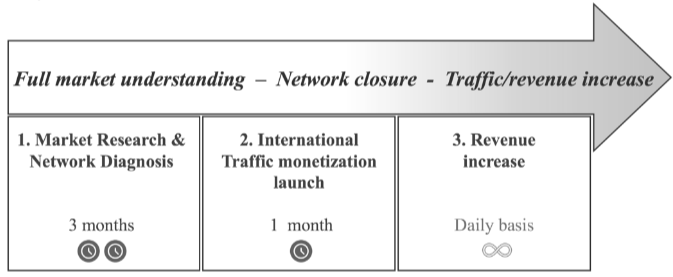 Full market understanding – Network closure - Traffic/revenue increase
1. Market Research &
Network Diagnosis
3 months
2. International
Traffic monetization
launch
1 month
3. Revenue
increase
Daily basis